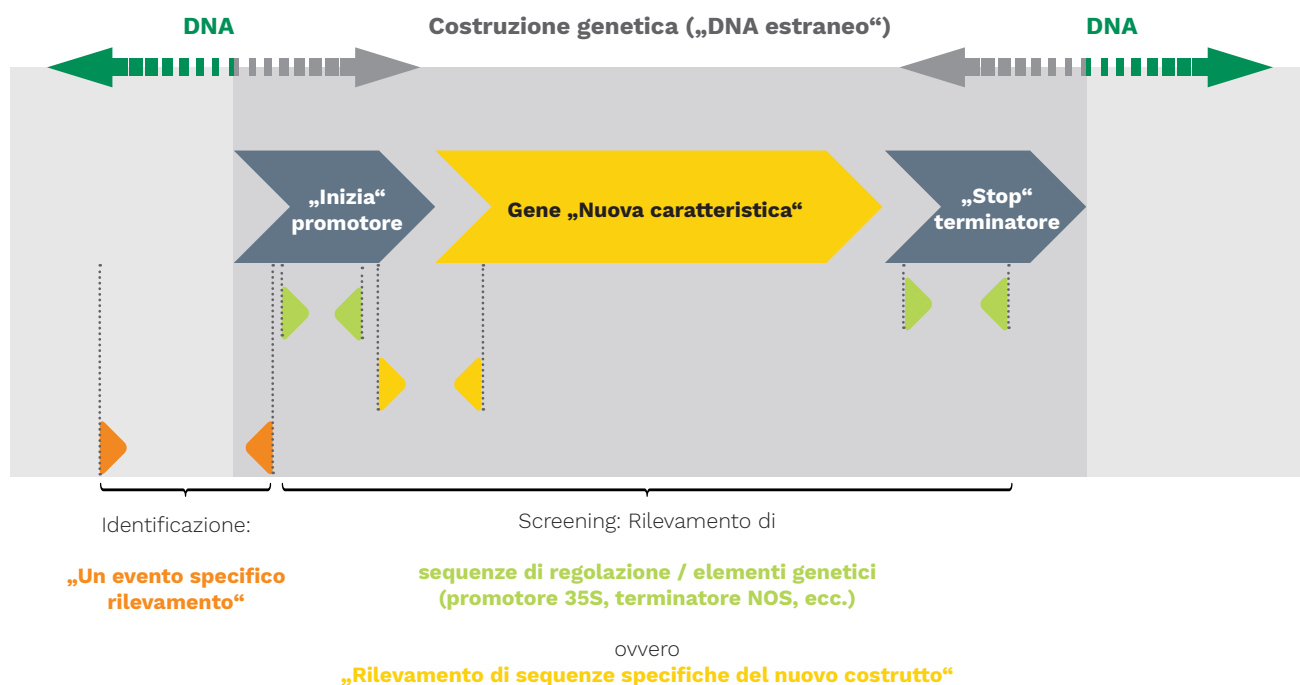 DNA
Costruzione genetica („DNA estraneo“)
DNA
„Inizia“
promotore
Gene „Nuova caratteristica“
„Stop“
terminatore
Identificazione:
„Un evento specifico
rilevamento“
Screening: Rilevamento di
sequenze di regolazione / elementi genetici
(promotore 35S, terminatore NOS, ecc.)
ovvero
„Rilevamento di sequenze specifiche del nuovo costrutto“